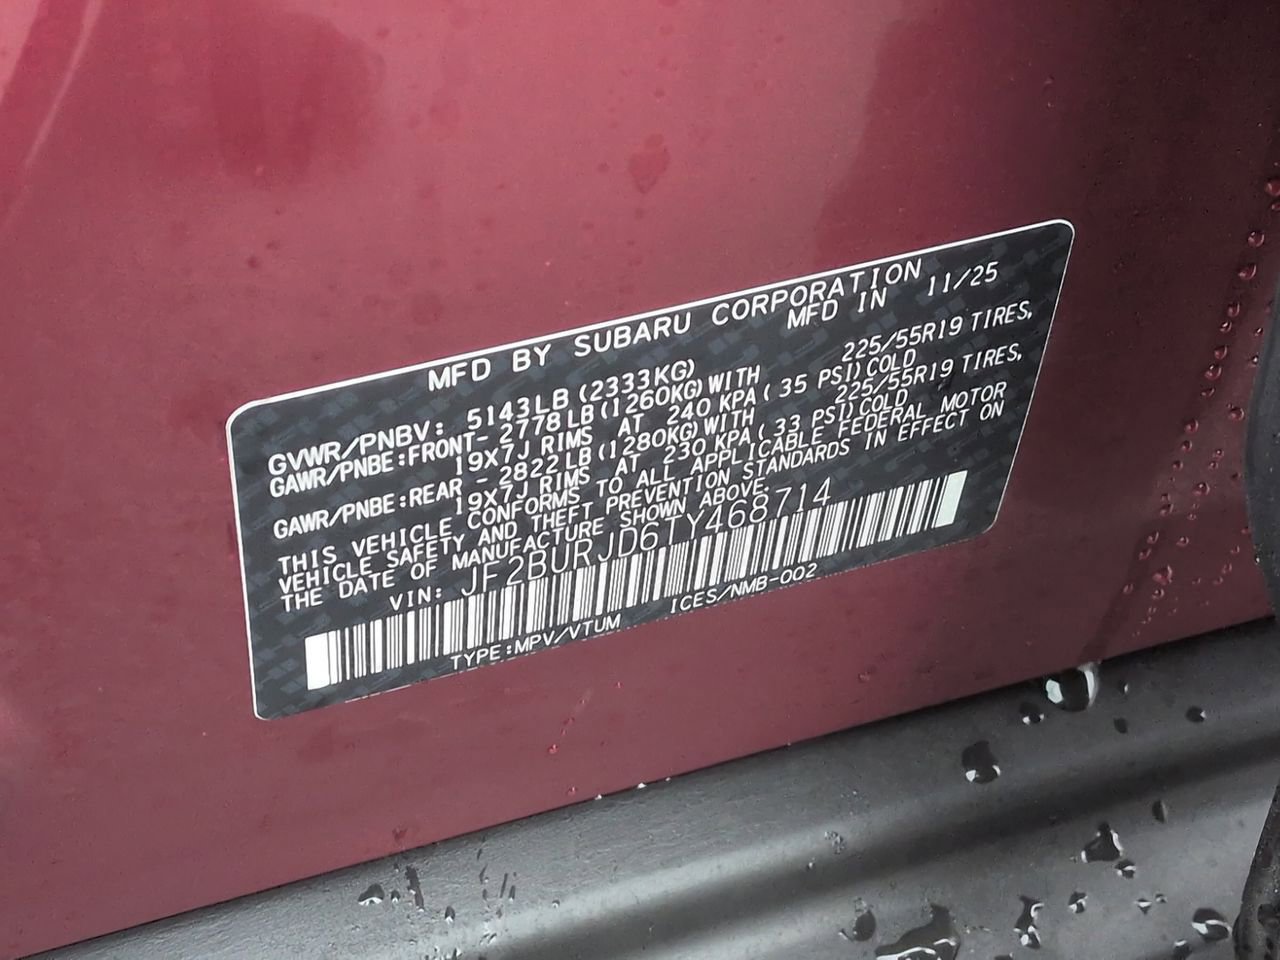 MFD BY SUBARU CORPORATION
MFD IN 11/25
GVWR/PNBV: 5143LB (2333KG)
GAWR/PNBE:FRONT- 2778LB (1260KG) WITH 225/55R19 TIRES,
19X7J RIMS AT 240 KPA ( 35 PSI) COLD
GAWR/PNBE:REAR - 2822LB (1280KG) WITH 225/55R19 TIRES,
19X7J RIMS AT 230 KPA ( 33 PSI) COLD
THIS VEHICLE CONFORMS TO ALL APPLICABLE FEDERAL MOTOR
VEHICLE SAFETY AND THEFT PREVENTION STANDARDS IN EFFECT ON
THE DATE OF MANUFACTURE SHOWN ABOVE.
VIN: JF2BURJD6TY468714
TYPE:MPV/VTUM ICES/NMB-002